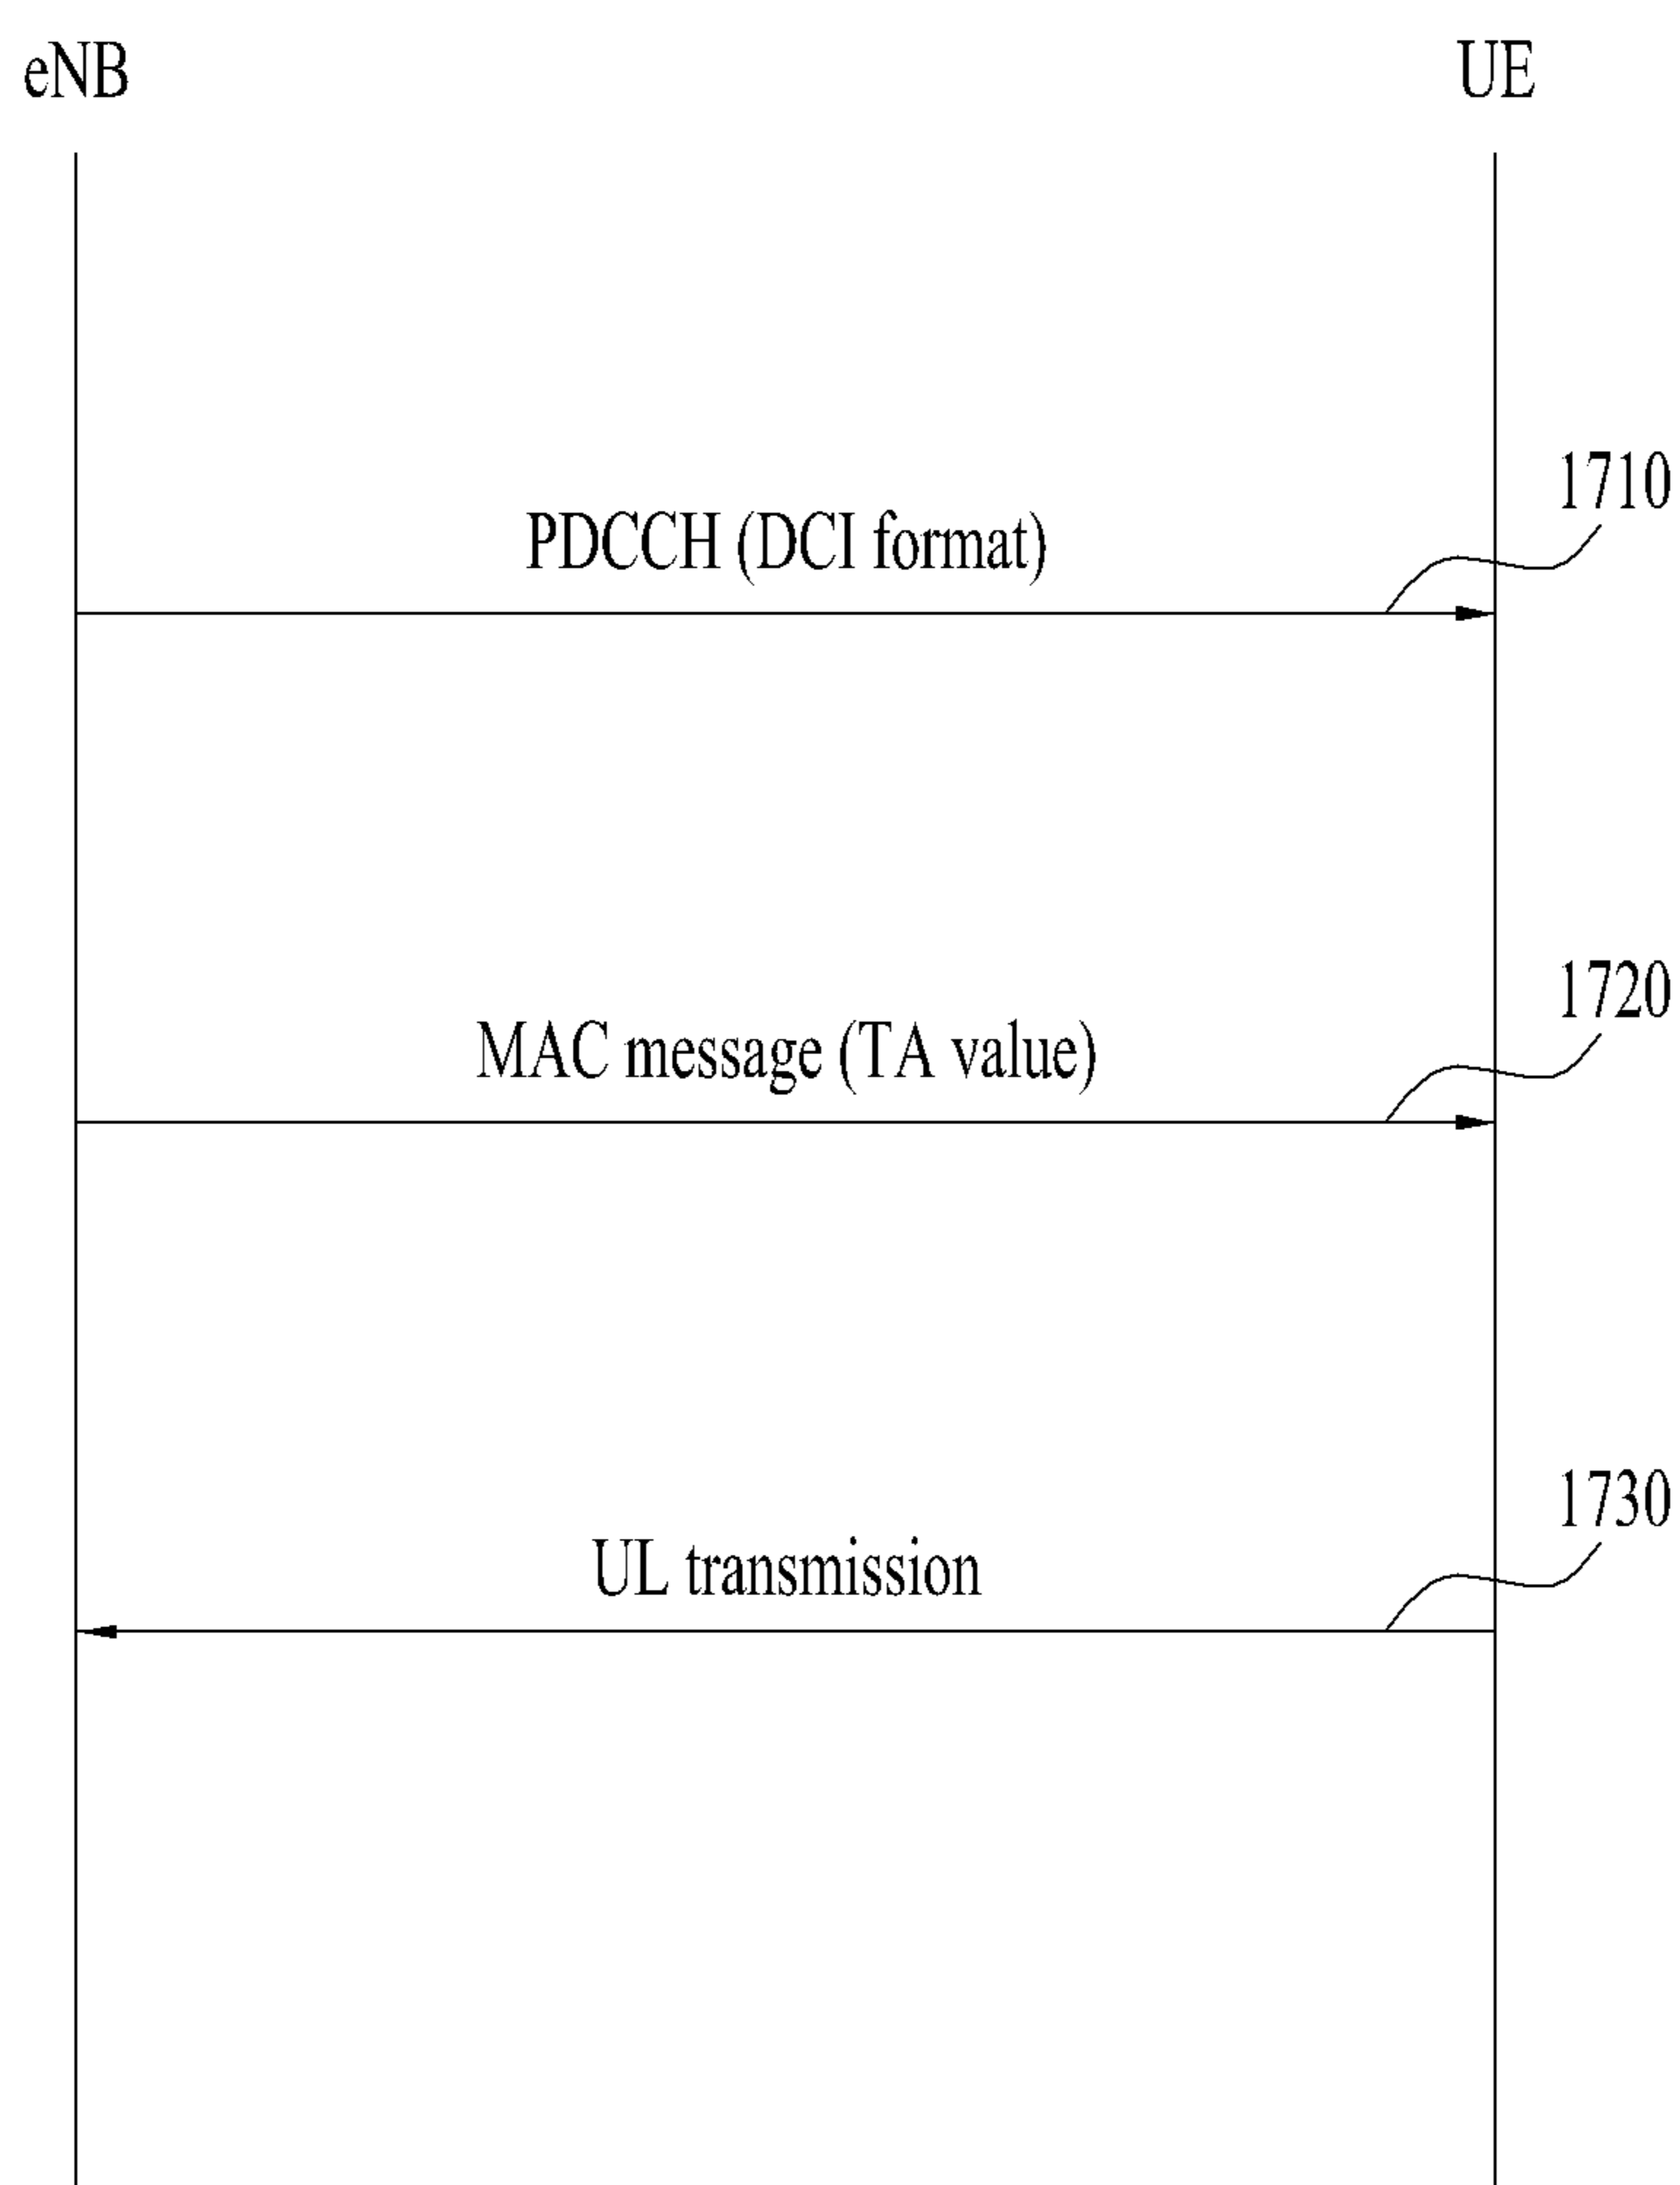 eNB
UE
1710
PDCCH (DCI format)
1720
MAC message (TA value)
1730
UL transmission